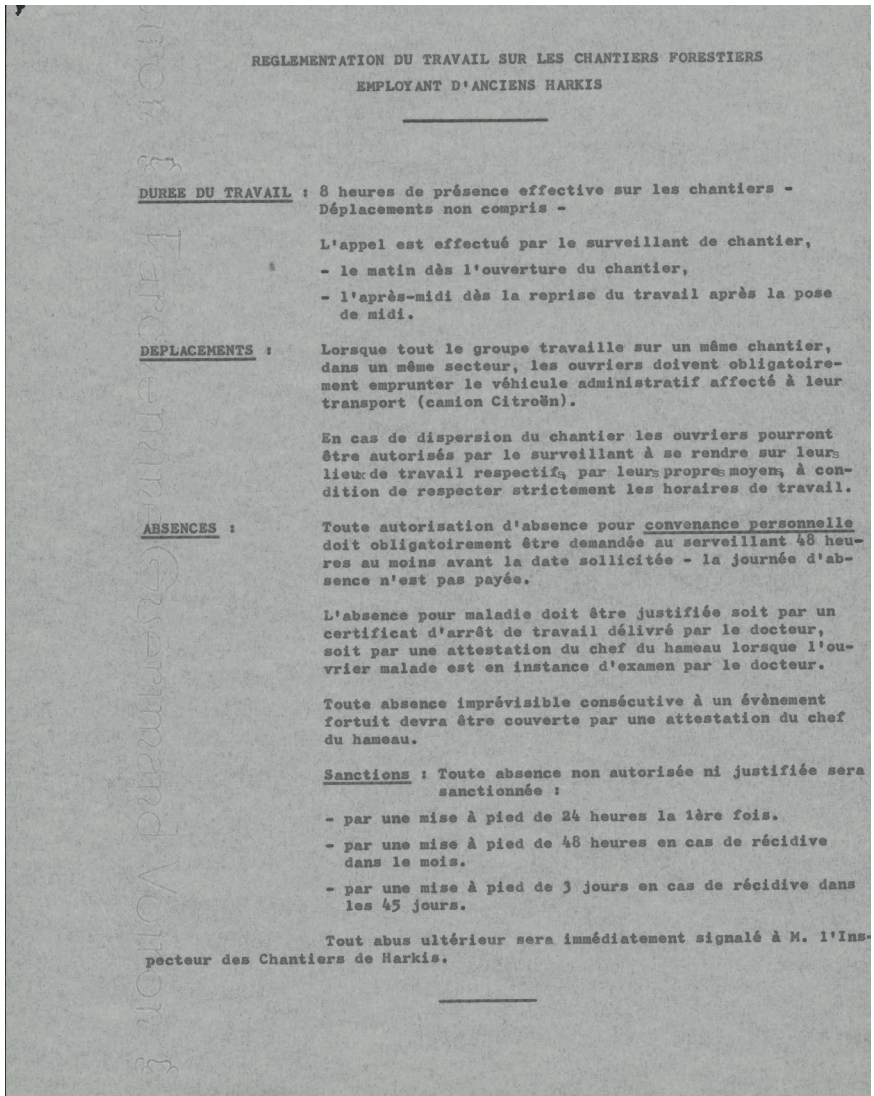 REGLEMENTATION DU TRAVAIL SUR LES CHANTIERS FORESTIERS
EMPLOYANT D'ANCIENS HARKIS
DUREE DU TRAVAIL : 8 heures de présence effective sur les chantiers -
Déplacements non compris -
L'appel est effectué par le surveillant de chantier,
- le matin dès l'ouverture du chantier,
- l'après-midi dès la reprise du travail après la pose
de midi.
DEPLACEMENTS : Lorsque tout le groupe travaille sur un même chantier,
dans un même secteur, les ouvriers doivent obligatoire-
ment emprunter le véhicule administratif affecté à leur
transport (camion Citroën).
En cas de dispersion du chantier les ouvriers pourront
être autorisés par le surveillant à se rendre sur leurs
lieux de travail respectifs, par leurs propres moyens, à con-
dition de respecter strictement les horaires de travail.
ABSENCES : Toute autorisation d'absence pour convenance personnelle
doit obligatoirement être demandée au serveillant 48 heu-
res au moins avant la date sollicitée - la journée d'ab-
sence n'est pas payée.
L'absence pour maladie doit être justifiée soit par un
certificat d'arrêt de travail délivré par le docteur,
soit par une attestation du chef du hameau lorsque l'ou-
vrier malade est en instance d'examen par le docteur.
Toute absence imprévisible consécutive à un évènement
fortuit devra être couverte par une attestation du chef
du hameau.
Sanctions : Toute absence non autorisée ni justifiée sera
sanctionnée :
- par une mise à pied de 24 heures la 1ère fois.
- par une mise à pied de 48 heures en cas de récidive
dans le mois.
- par une mise à pied de 3 jours en cas de récidive dans
les 45 jours.
Tout abus ultérieur sera immédiatement signalé à M. l'Ins-
pecteur des Chantiers de Harkis.